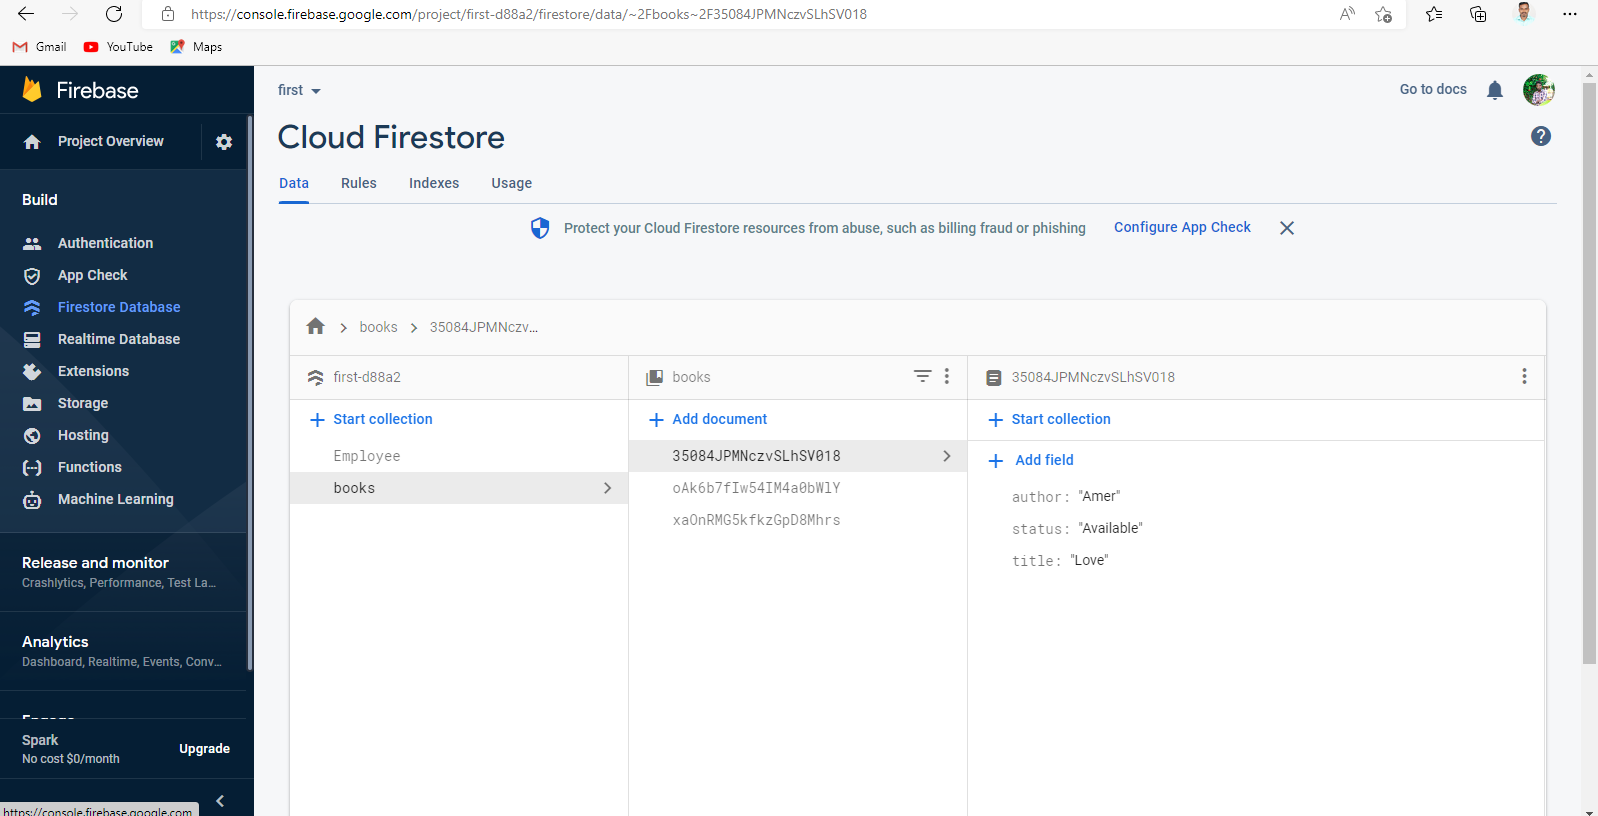 https://console.firebase.google.com/project/first-d88a2/firestore/data/~2Fbooks~2F35084JPMNczvSLhSV018
Gmail YouTube Maps
Firebase
Project Overview
Build
Authentication
App Check
Firestore Database
Realtime Database
Extensions
Storage
Hosting
Functions
Machine Learning
Release and monitor
Crashlytics, Performance, Test La...
Analytics
Dashboard, Realtime, Events, Conv...
Engage
Spark
No cost $0/month
Upgrade
https://console.firebase.google.com
first
Go to docs
Cloud Firestore
Data Rules Indexes Usage
Protect your Cloud Firestore resources from abuse, such as billing fraud or phishing Configure App Check
books 35084JPMNczv...
first-d88a2
Start collection
Employee
books
books
Add document
35084JPMNczvSLhSV018
oAk6b7fIw54IM4a0bWlY
xaOnRMG5kfkzGpD8Mhrs
35084JPMNczvSLhSV018
Start collection
Add field
author: "Amer"
status: "Available"
title: "Love"